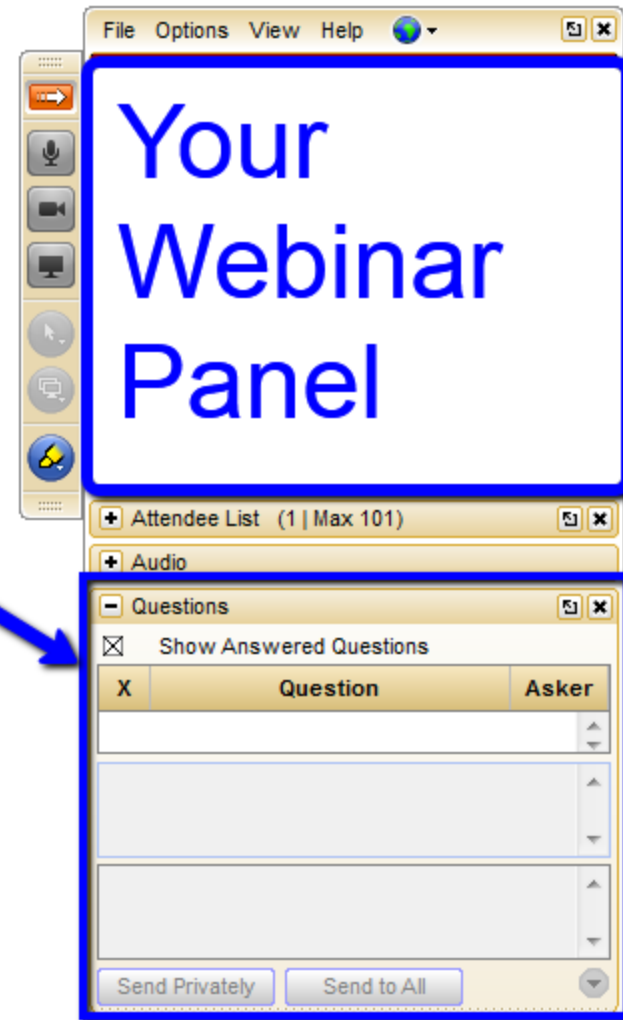 File Options View Help
Your
Webinar
Panel
Attendee List (1 | Max 101)
Audio
Questions
Show Answered Questions
X Question Asker
Send Privately Send to All